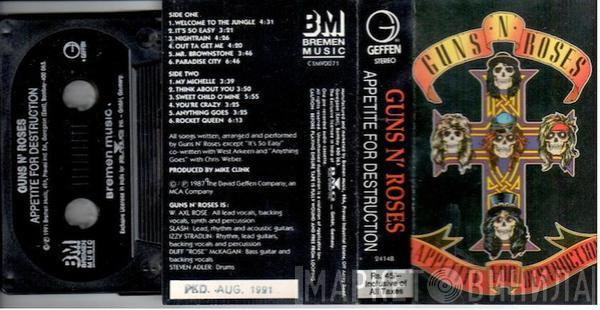 BM
BREMEN
MUSIC
GUNS N' ROSES
APPETITE FOR DESTRUCTION
Bremen music
SIDE ONE
1. WELCOME TO THE JUNGLE 4:31
2. IT'S SO EASY 3:21
3. NIGHTRAIN 4:26
4. OUT TA GET ME 4:20
5. MR. BROWNSTONE 3:46
6. PARADISE CITY 6:46
SIDE TWO
1. MY MICHELLE 3:39
2. THINK ABOUT YOU 3:50
3. SWEET CHILD O'MINE 5:55
4. YOU'RE CRAZY 3:25
5. ANYTHING GOES 3:25
6. ROCKET QUEEN 6:13
All songs written, arranged and performed
by Guns N' Roses except "It's So Easy"
co-written with West Arkeen and "Anything
Goes" with Chris Weber.
PRODUCED BY MIKE CLINK
© ℗ 1987 The David Geffen Company, an
MCA Company
GUNS N' ROSES IS:
W. AXL ROSE: All lead vocals, backing
vocals, synth and percussion
SLASH: Lead, rhythm and acoustic guitars
IZZY STRADLIN: Rhythm, lead guitars,
backing vocals and percussion
DUFF "ROSE" McKAGAN: Bass guitar and
backing vocals
STEVEN ADLER: Drums
PKD. AUG. 1991
BM
BREMEN
MUSIC
G
GEFFEN
STEREO
GUNS N' ROSES
APPETITE FOR DESTRUCTION
24148
Rs. 45–
Inclusive of
All Taxes
GUNS N' ROSES
APPETITE FOR DESTRUCTION
МАРКЕТ ВИНИЛА